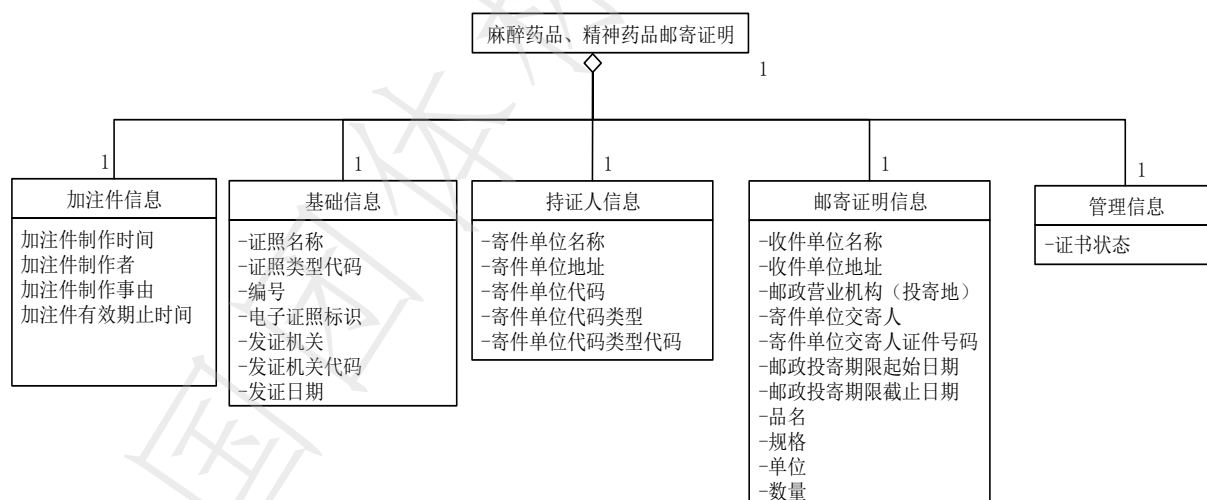 麻醉药品、精神药品邮寄证明
1
1
1
1
1
1
加注件信息
加注件制作时间
加注件制作者
加注件制作事由
加注件有效期止时间
基础信息
-证照名称
-证照类型代码
-编号
-电子证照标识
-发证机关
-发证机关代码
-发证日期
持证人信息
-寄件单位名称
-寄件单位地址
-寄件单位代码
-寄件单位代码类型
-寄件单位代码类型代码
邮寄证明信息
-收件单位名称
-收件单位地址
-邮政营业机构（投寄地）
-寄件单位交寄人
-寄件单位交寄人证件号码
-邮政投寄期限起始日期
-邮政投寄期限截止日期
-品名
-规格
-单位
-数量
管理信息
-证书状态
国团体标